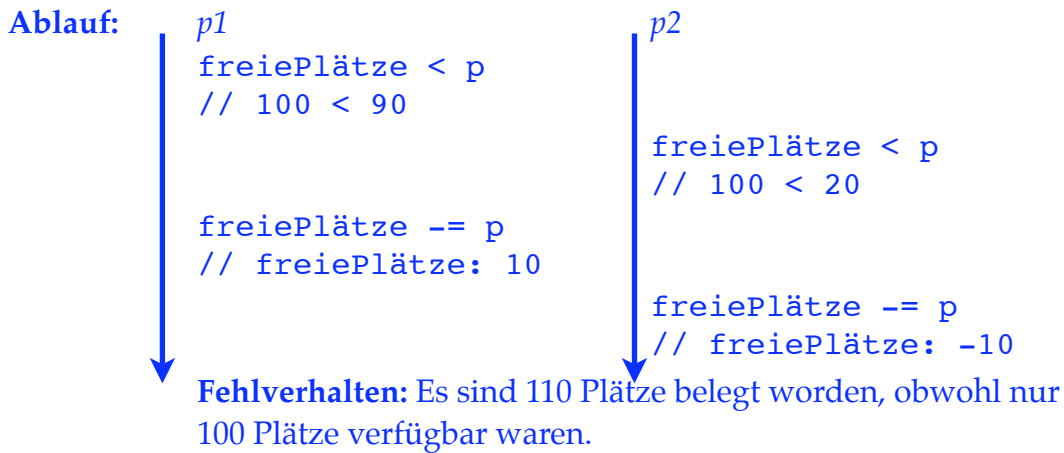 Ablauf: p1 p2
freiePlätze < p
// 100 < 90
freiePlätze < p
// 100 < 20
freiePlätze -= p
// freiePlätze: 10
freiePlätze -= p
// freiePlätze: -10
Fehlverhalten: Es sind 110 Plätze belegt worden, obwohl nur
100 Plätze verfügbar waren.